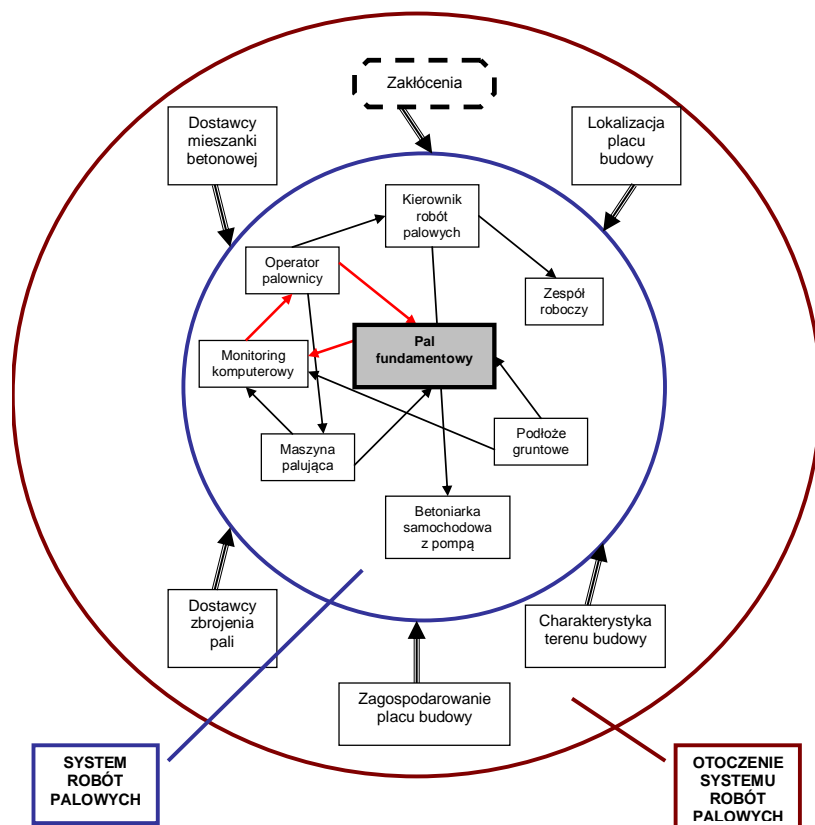 Zakłócenia
Dostawcy
mieszanki
betonowej
Lokalizacja
placu
budowy
Kierownik
robót
palowych
Operator
palownicy
Zespół
roboczy
Pal
fundamentowy
Monitoring
komputerowy
Maszyna
palująca
Podłoże
gruntowe
Betoniarka
samochodowa
z pompą
Dostawcy
zbrojenia
pali
Charakterystyka
terenu budowy
Zagospodarowanie
placu budowy
SYSTEM
ROBÓT
PALOWYCH
OTOCZENIE
SYSTEMU
ROBÓT
PALOWYCH